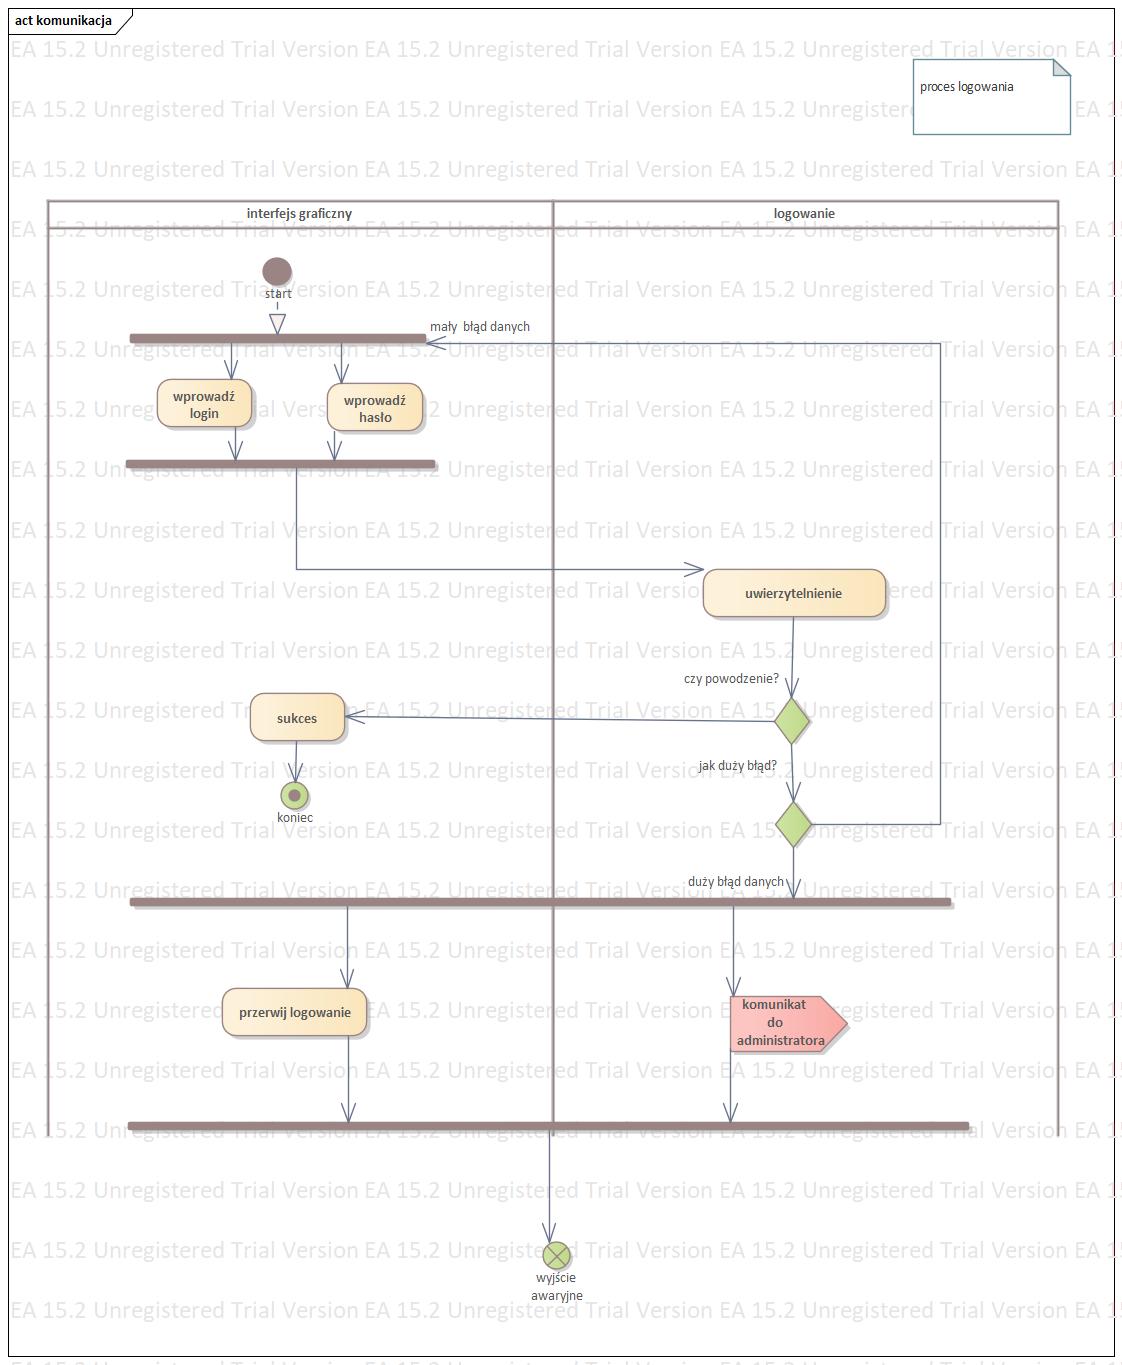 act komunikacja
EA 15.2 Unregistered Trial Version EA 15.2 Unregistered Trial Version EA 15.2 Unregistered Trial Version EA 1
proces logowania
interfejs graficzny
logowanie
start
mały  błąd danych
wprowadź
login
wprowadź
hasło
uwierzytelnienie
czy powodzenie?
sukces
jak duży błąd?
koniec
duży błąd danych
przerwij logowanie
komunikat
do
administratora
wyjście
awaryjne